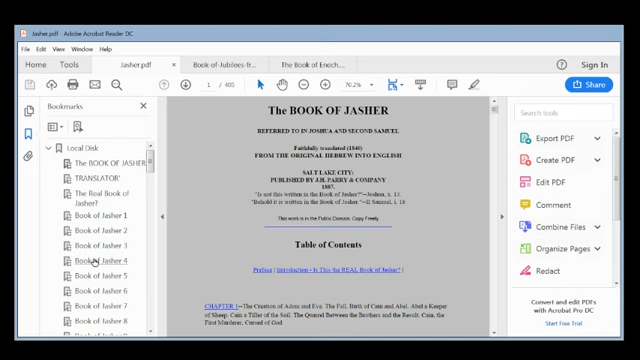 Jasher.pdf - Adobe Acrobat Reader DC
File Edit View Window Help
Home Tools Jasher.pdf × Book-of-Jubilees-fr... The Book of Enoch... Sign In
1 / 405 70.2% Share
Bookmarks ×
Local Disk
The BOOK OF JASHER
TRANSLATOR'
The Real Book of
Jasher?
Book of Jasher 1
Book of Jasher 2
Book of Jasher 3
Book of Jasher 4
Book of Jasher 5
Book of Jasher 6
Book of Jasher 7
Book of Jasher 8
The BOOK OF JASHER
REFERRED TO IN JOSHUA AND SECOND SAMUEL
Faithfully translated (1840)
FROM THE ORIGINAL HEBREW INTO ENGLISH
SALT LAKE CITY:
PUBLISHED BY J.H. PARRY & COMPANY
1887.
"Is not this written in the Book of Jasher?"--Joshua, x. 13.
"Behold it is written in the Book of Jasher."--II Samuel, i. 18
This work is in the Public Domain. Copy Freely
Table of Contents
Preface | Introduction - Is This the REAL Book of Jasher? |
CHAPTER 1--The Creation of Adam and Eve. The Fall. Birth of Cain and Abel. Abel a Keeper
of Sheep. Cain a Tiller of the Soil. The Quarrel Between the Brothers and the Result. Cain, the
First Murderer, Cursed of God
Search tools
Export PDF
Create PDF
Edit PDF
Comment
Combine Files
Organize Pages
Redact
Convert and edit PDFs
with Acrobat Pro DC
Start Free Trial